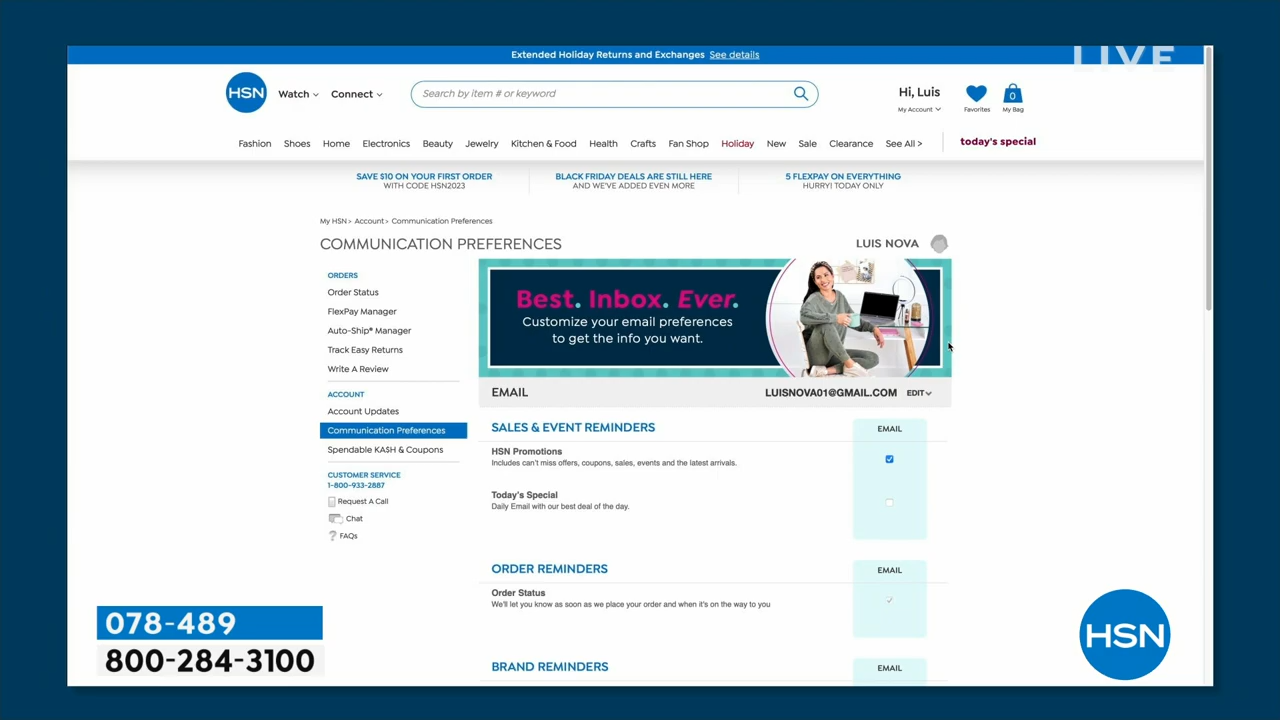 Extended Holiday Returns and Exchanges See details
LIVE
HSN
Watch
Connect
Search by item # or keyword
Hi, Luis
My Account
Favorites
0
My Bag
Fashion Shoes Home Electronics Beauty Jewelry Kitchen & Food Health Crafts Fan Shop Holiday New Sale Clearance See All >
today's special
SAVE $10 ON YOUR FIRST ORDER
WITH CODE HSN2023
BLACK FRIDAY DEALS ARE STILL HERE
AND WE'VE ADDED EVEN MORE
5 FLEXPAY ON EVERYTHING
HURRY! TODAY ONLY
My HSN> Account> Communication Preferences
COMMUNICATION PREFERENCES
LUIS NOVA
ORDERS
Order Status
FlexPay Manager
Auto-Ship® Manager
Track Easy Returns
Write A Review
ACCOUNT
Account Updates
Communication Preferences
Spendable KA$H & Coupons
CUSTOMER SERVICE
1-800-933-2887
Request A Call
Chat
? FAQs
Best. Inbox. Ever.
Customize your email preferences
to get the info you want.
EMAIL
LUISNOVA01@GMAIL.COM EDIT
SALES & EVENT REMINDERS
EMAIL
HSN Promotions
Includes can't miss offers, coupons, sales, events and the latest arrivals.
Today's Special
Daily Email with our best deal of the day.
ORDER REMINDERS
EMAIL
Order Status
We'll let you know as soon as we place your order and when it's on the way to you
BRAND REMINDERS
EMAIL
078-489
800-284-3100
HSN